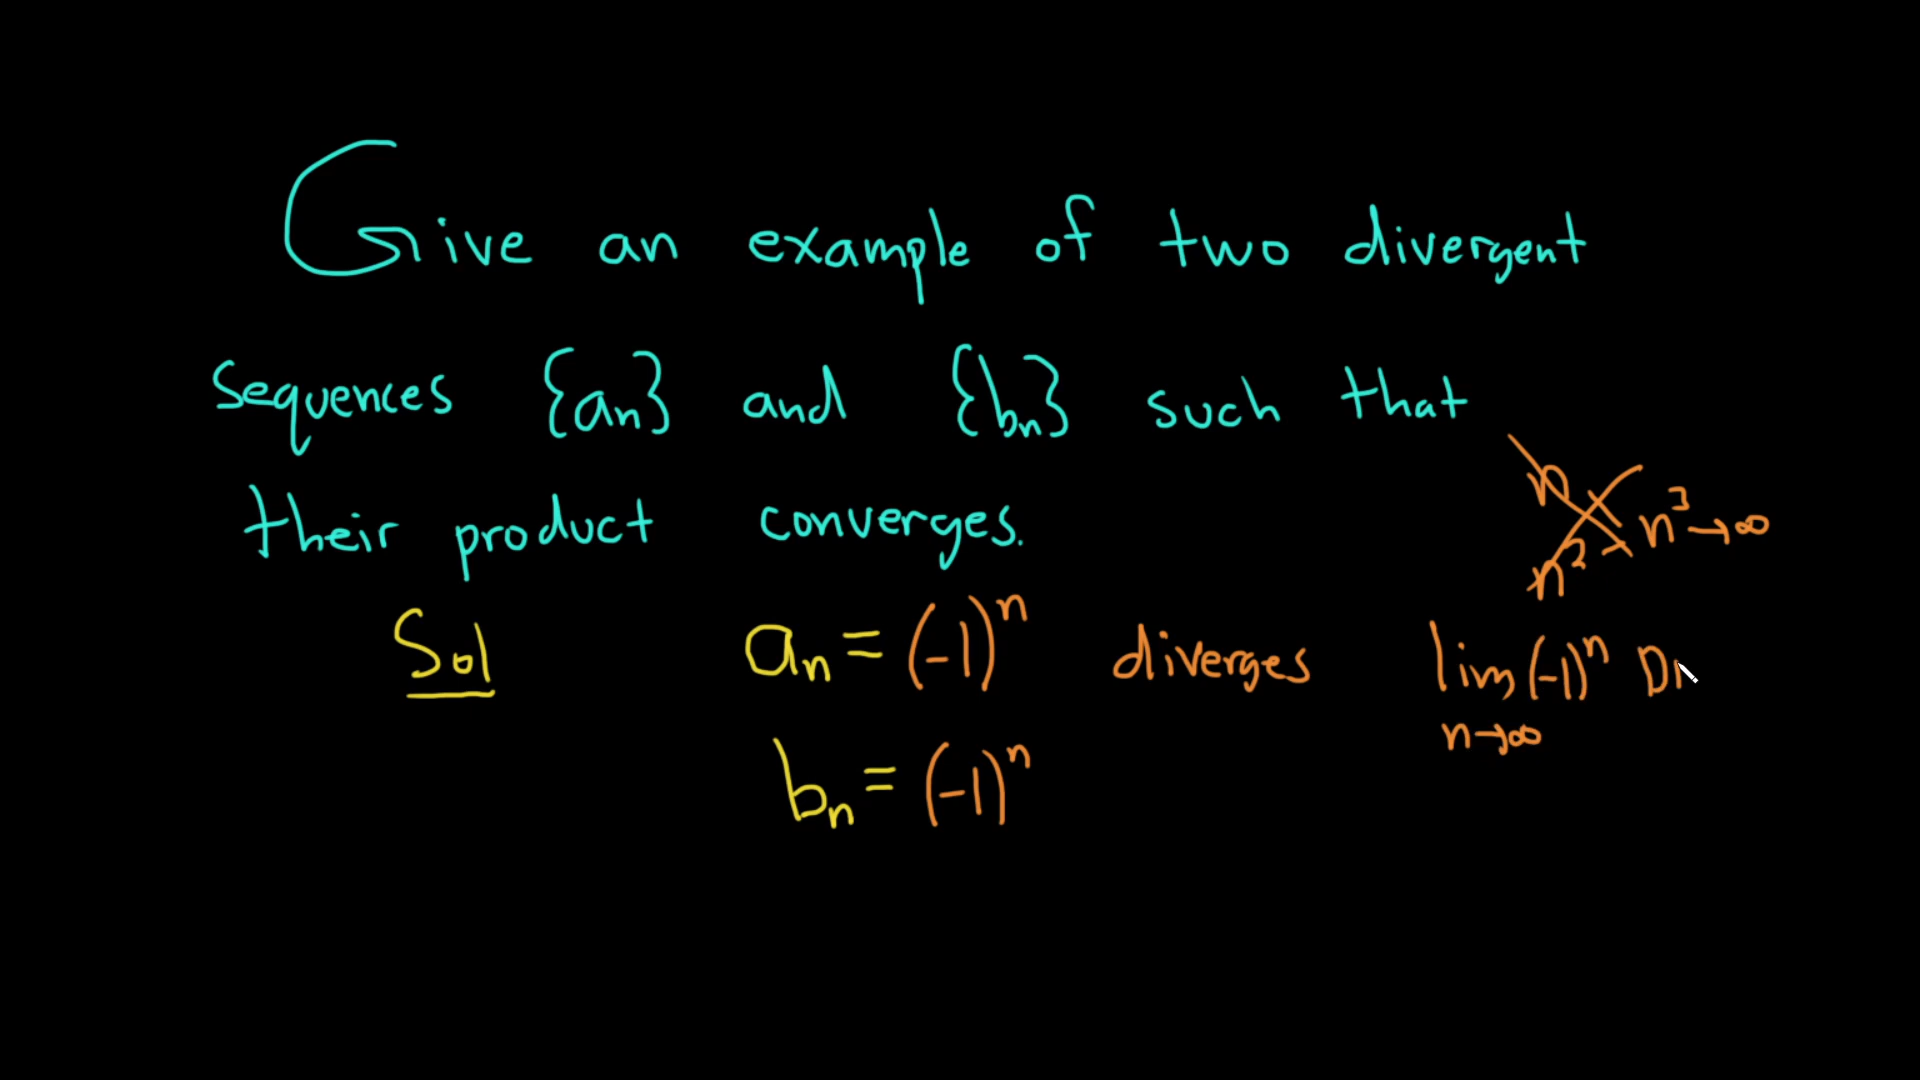 Give an example of two divergent
sequences {aₙ} and {bₙ} such that
their product converges.
n
n² → n³ → ∞
Sol
aₙ = (-1)ⁿ diverges
lim (-1)ⁿ
n→∞
bₙ = (-1)ⁿ